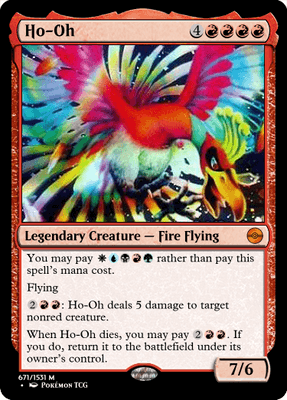 Ho-Oh 4
Legendary Creature — Fire Flying
You may pay rather than pay this
spell's mana cost.
Flying
2 : Ho-Oh deals 5 damage to target
nonred creature.
When Ho-Oh dies, you may pay 2 . If
you do, return it to the battlefield under its
owner's control.
7/6
671/1531 M
• Pokémon TCG